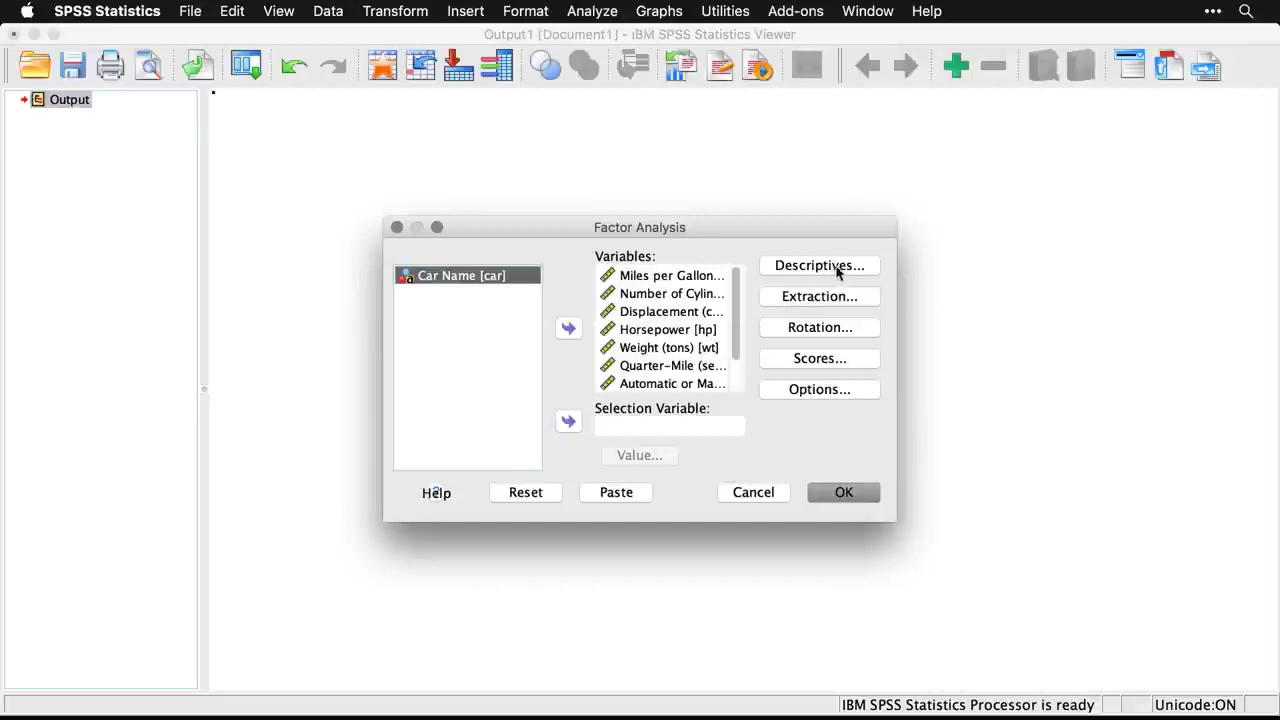 SPSS Statistics File Edit View Data Transform Insert Format Analyze Graphs Utilities Add-ons Window Help
Output1 [Document1] - IBM SPSS Statistics Viewer
Output
Factor Analysis
Car Name [car]
Variables:
Miles per Gallon...
Number of Cylin...
Displacement (c...
Horsepower [hp]
Weight (tons) [wt]
Quarter-Mile (se...
Automatic or Ma...
Selection Variable:
Value...
Descriptives...
Extraction...
Rotation...
Scores...
Options...
Help Reset Paste Cancel OK
IBM SPSS Statistics Processor is ready Unicode:ON